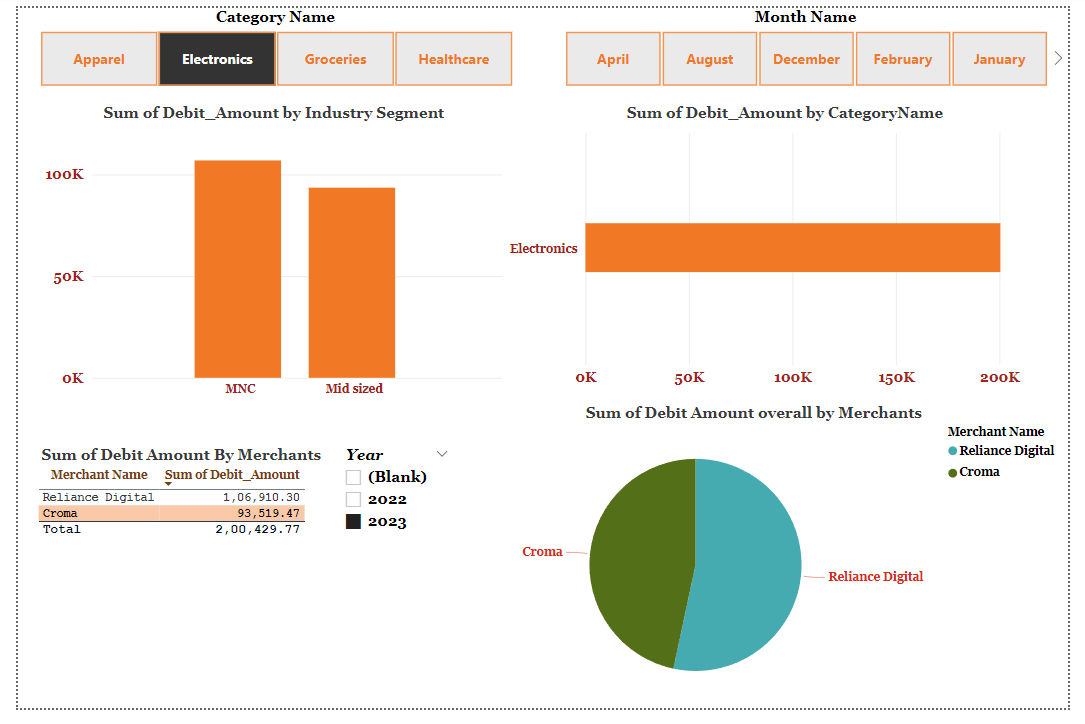 Category Name
Apparel Electronics Groceries Healthcare
Month Name
April August December February January
Sum of Debit_Amount by Industry Segment
100K
50K
0K
MNC Mid sized
Sum of Debit_Amount by CategoryName
Electronics
0K 50K 100K 150K 200K
Sum of Debit Amount By Merchants
Merchant Name Sum of Debit_Amount
Reliance Digital 1,06,910.30
Croma 93,519.47
Total 2,00,429.77
Year
(Blank)
2022
2023
Sum of Debit Amount overall by Merchants
Merchant Name
Reliance Digital
Croma
Croma
Reliance Digital